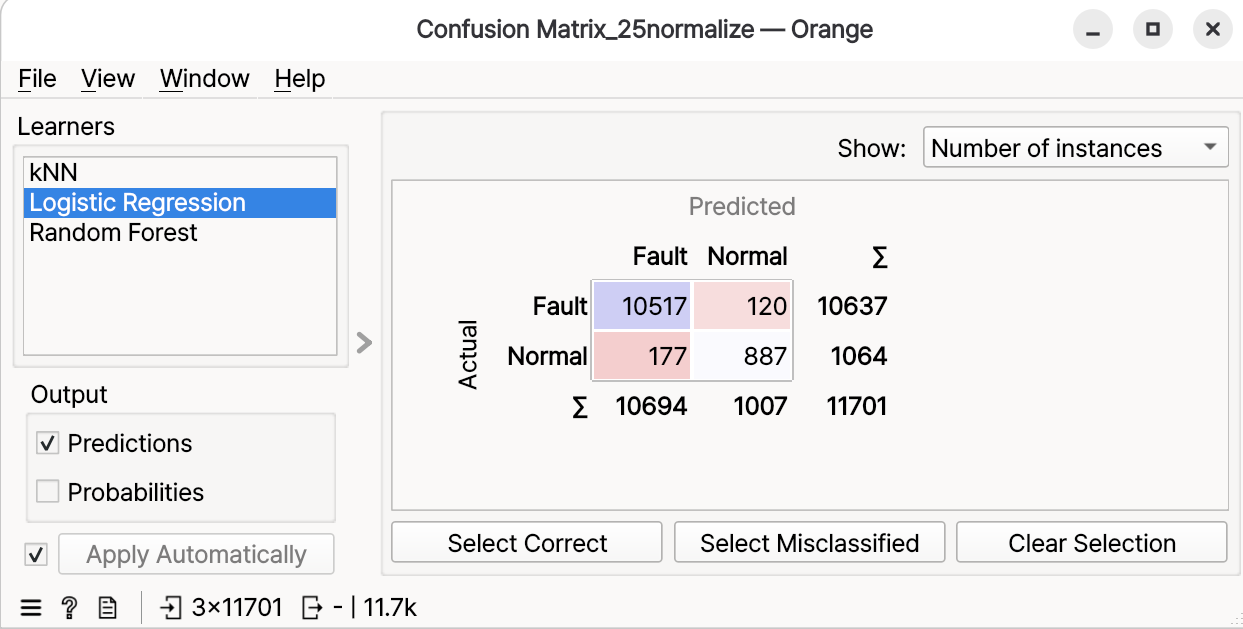 Confusion Matrix_25normalize — Orange
File View Window Help
Learners
kNN
Logistic Regression
Random Forest
Output
Predictions
Probabilities
Apply Automatically
Show: Number of instances
Predicted
Fault Normal Σ
Actual
Fault 10517 120 10637
Normal 177 887 1064
Σ 10694 1007 11701
Select Correct Select Misclassified Clear Selection
3×11701 - | 11.7k